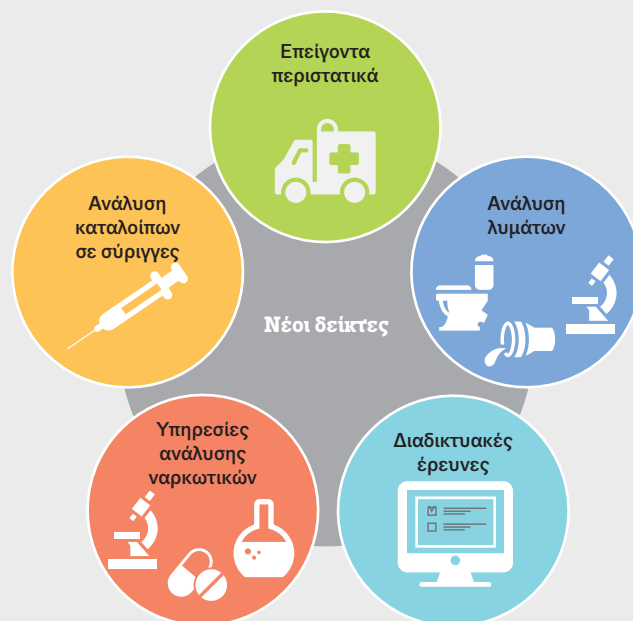 Επείγοντα
περιστατικά
Ανάλυση
καταλοίπων
σε σύριγγες
Ανάλυση
λυμάτων
Νέοι δείκτες
Υπηρεσίες
ανάλυσης
ναρκωτικών
Διαδικτυακές
έρευνες